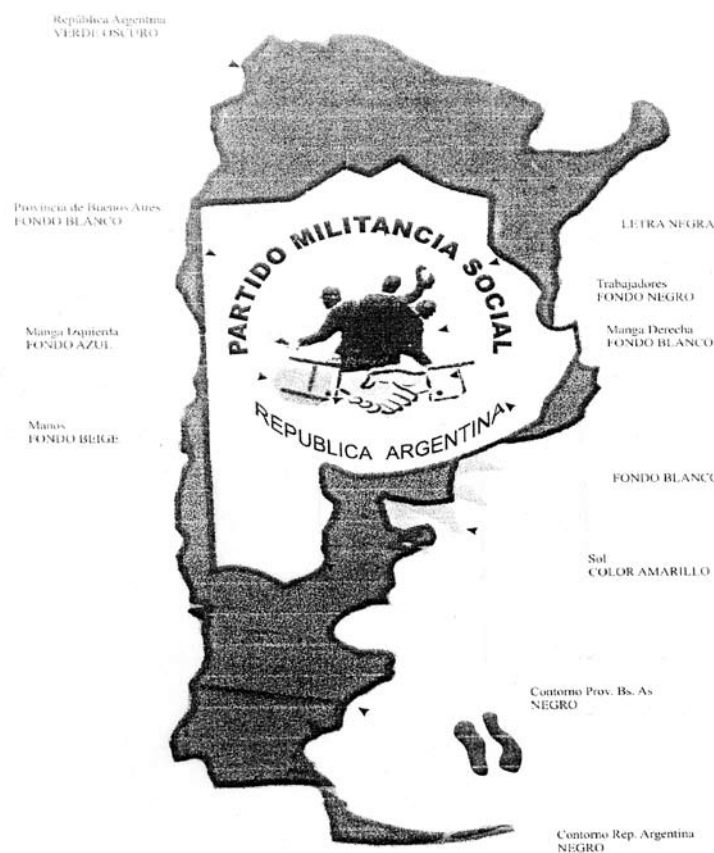 República Argentina
VERDE OSCURO
Provincia de Buenos Aires
FONDO BLANCO
LETRA NEGRA
PARTIDO MILITANCIA SOCIAL
Trabajadores
FONDO NEGRO
Manga Izquierda
FONDO AZUL
Manga Derecha
FONDO BLANCO
REPUBLICA ARGENTINA
Manos
FONDO BEIGE
FONDO BLANCO
Sol
COLOR AMARILLO
Contorno Prov. Bs. As
NEGRO
Contorno Rep. Argentina
NEGRO